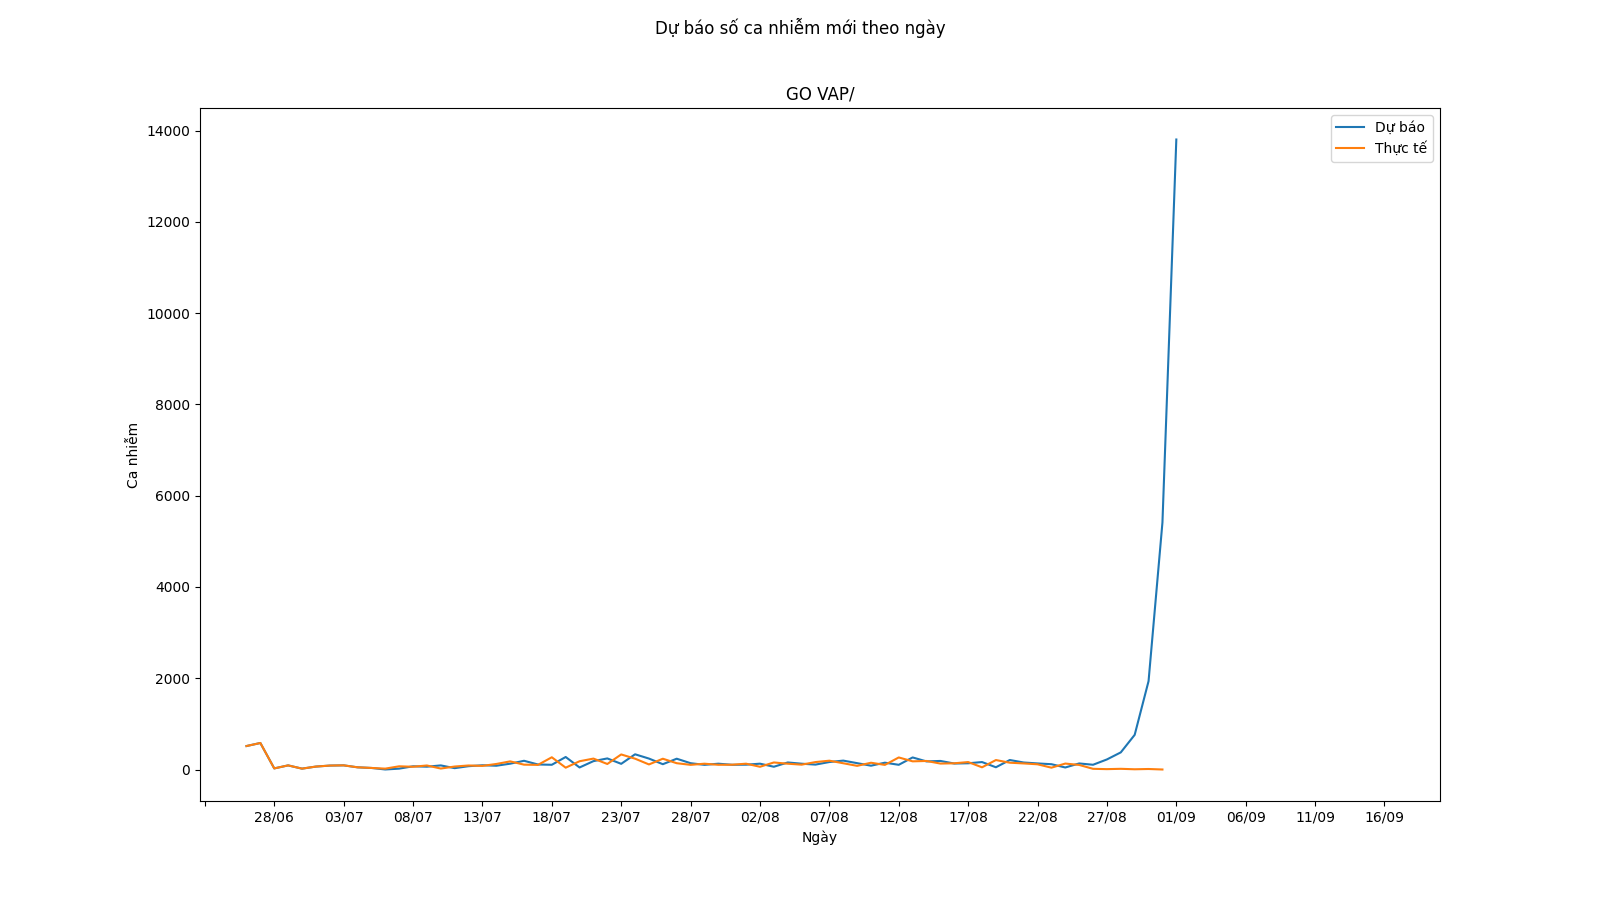 Dự báo số ca nhiễm mới theo ngày
GO VAP/
Dự báo
Thực tế
14000
12000
10000
8000
6000
4000
2000
0
Ca nhiễm
28/06 03/07 08/07 13/07 18/07 23/07 28/07 02/08 07/08 12/08 17/08 22/08 27/08 01/09 06/09 11/09 16/09
Ngày